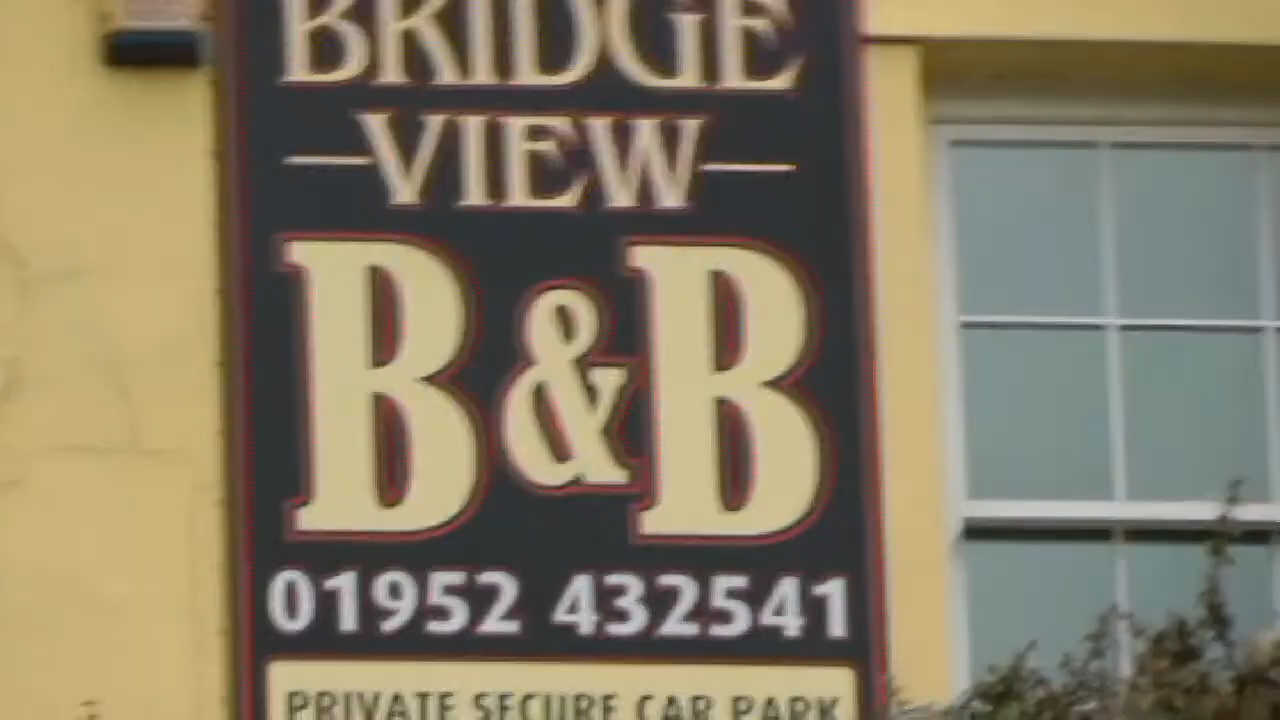 BRIDGE
VIEW
B&B
01952 432541
PRIVATE SECURE CAR PARK